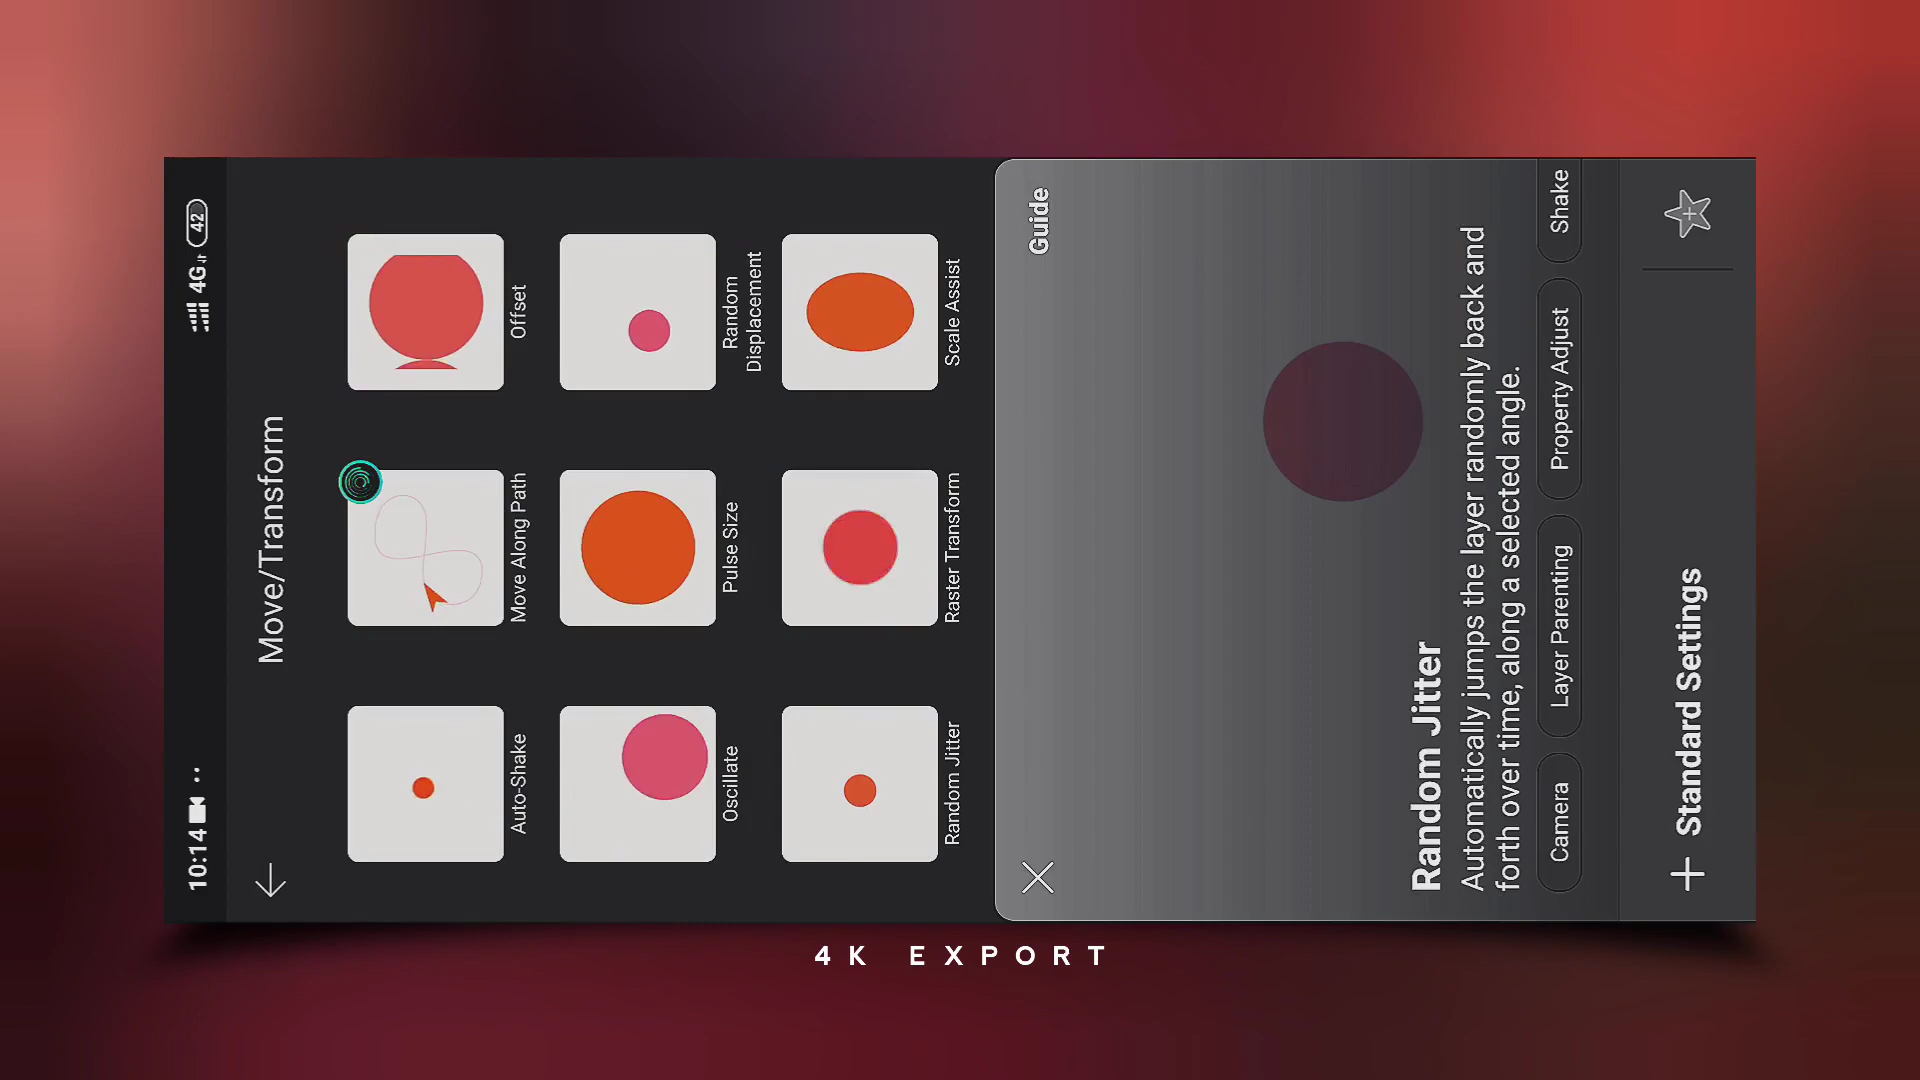 10:14
4G
42
Move/Transform
Auto-Shake
Move Along Path
Offset
Oscillate
Pulse Size
Random
Displacement
Random Jitter
Raster Transform
Scale Assist
Guide
Random Jitter
Automatically jumps the layer randomly back and
forth over time, along a selected angle.
Camera
Layer Parenting
Property Adjust
Shake
Standard Settings
4K EXPORT